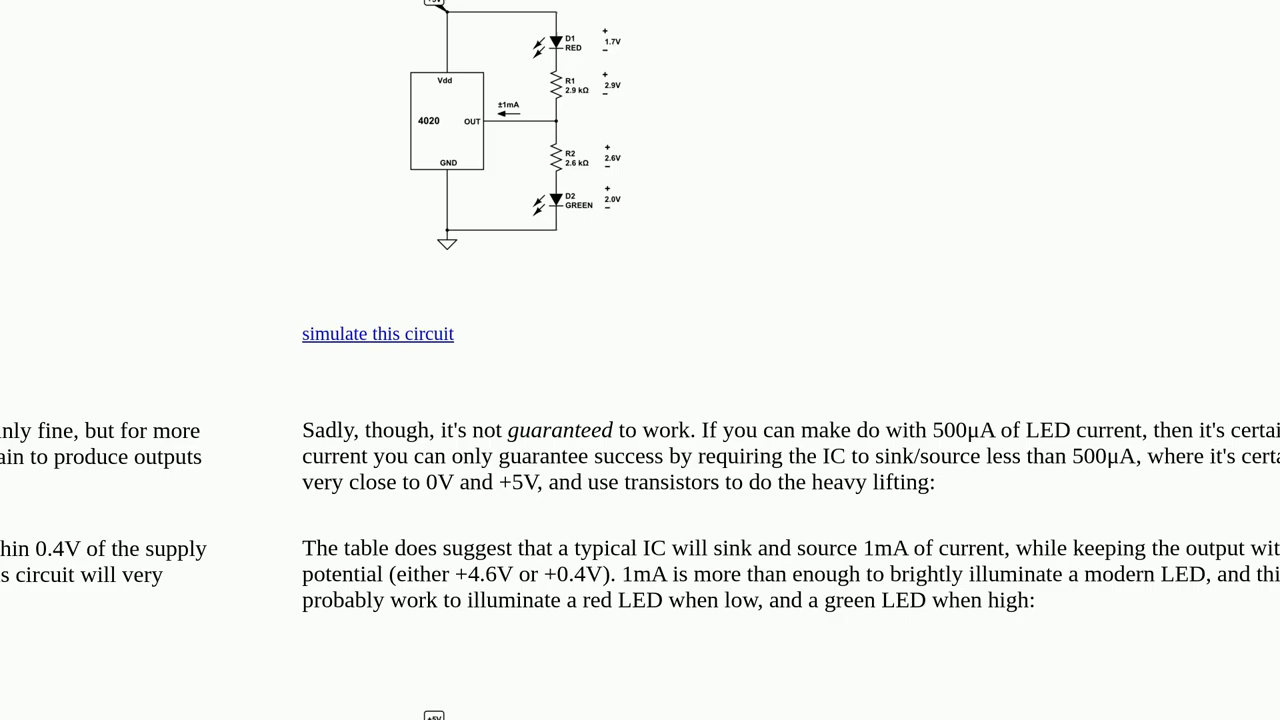 Vdd
4020
OUT
GND
±1mA
D1
RED
+
1.7V
−
R1
2.9 kΩ
+
2.9V
−
R2
2.6 kΩ
+
2.6V
−
D2
GREEN
+
2.0V
−
simulate this circuit
inly fine, but for more
ain to produce outputs
Sadly, though, it's not guaranteed to work. If you can make do with 500μA of LED current, then it's certai
current you can only guarantee success by requiring the IC to sink/source less than 500μA, where it's certa
very close to 0V and +5V, and use transistors to do the heavy lifting:
hin 0.4V of the supply
s circuit will very
The table does suggest that a typical IC will sink and source 1mA of current, while keeping the output wit
potential (either +4.6V or +0.4V). 1mA is more than enough to brightly illuminate a modern LED, and thi
probably work to illuminate a red LED when low, and a green LED when high:
+5V